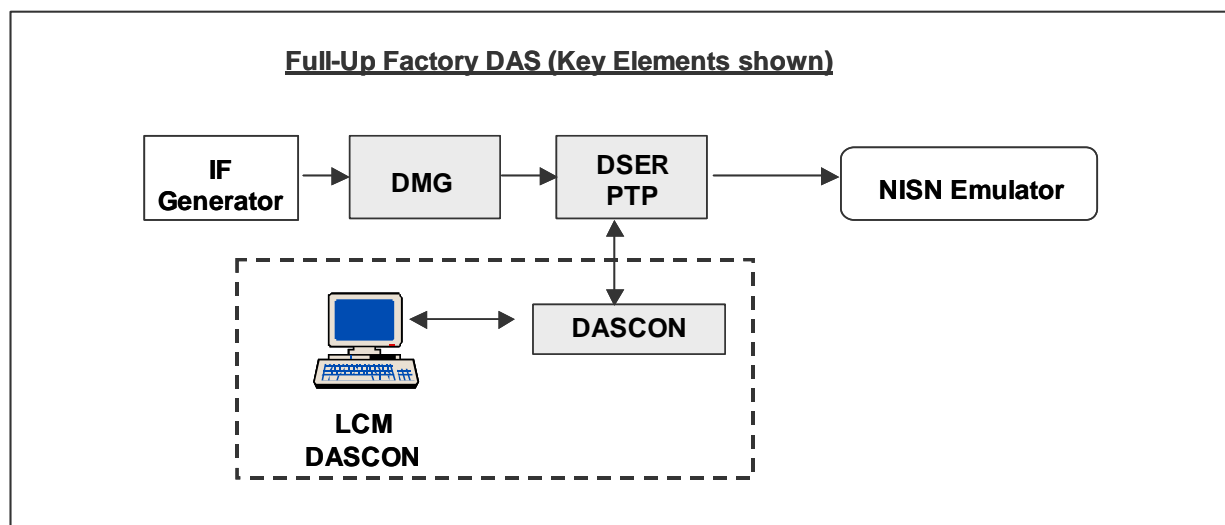 Full-Up Factory DAS (Key Elements shown)
IF
Generator
DMG
DSER
PTP
NISN Emulator
DASCON
LCM
DASCON